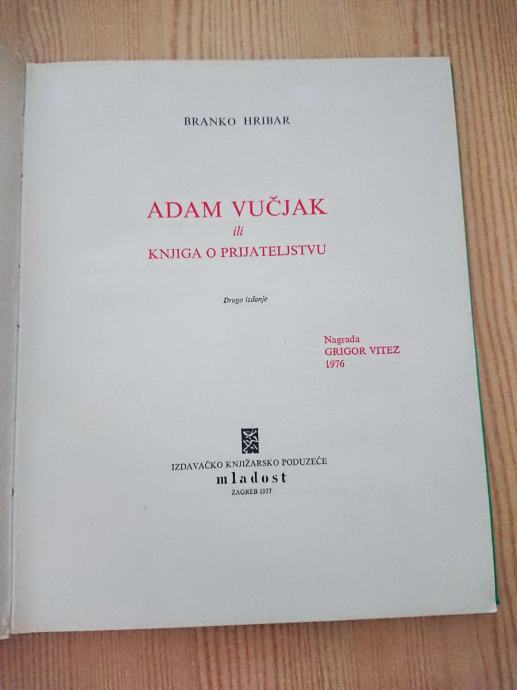 BRANKO HRIBAR
ADAM VUČJAK
ili
KNJIGA O PRIJATELJSTVU
Drugo izdanje
Nagrada
GRIGOR VITEZ
1976
IZDAVAČKO KNJIŽARSKO PODUZEĆE
mladost
ZAGREB 1977